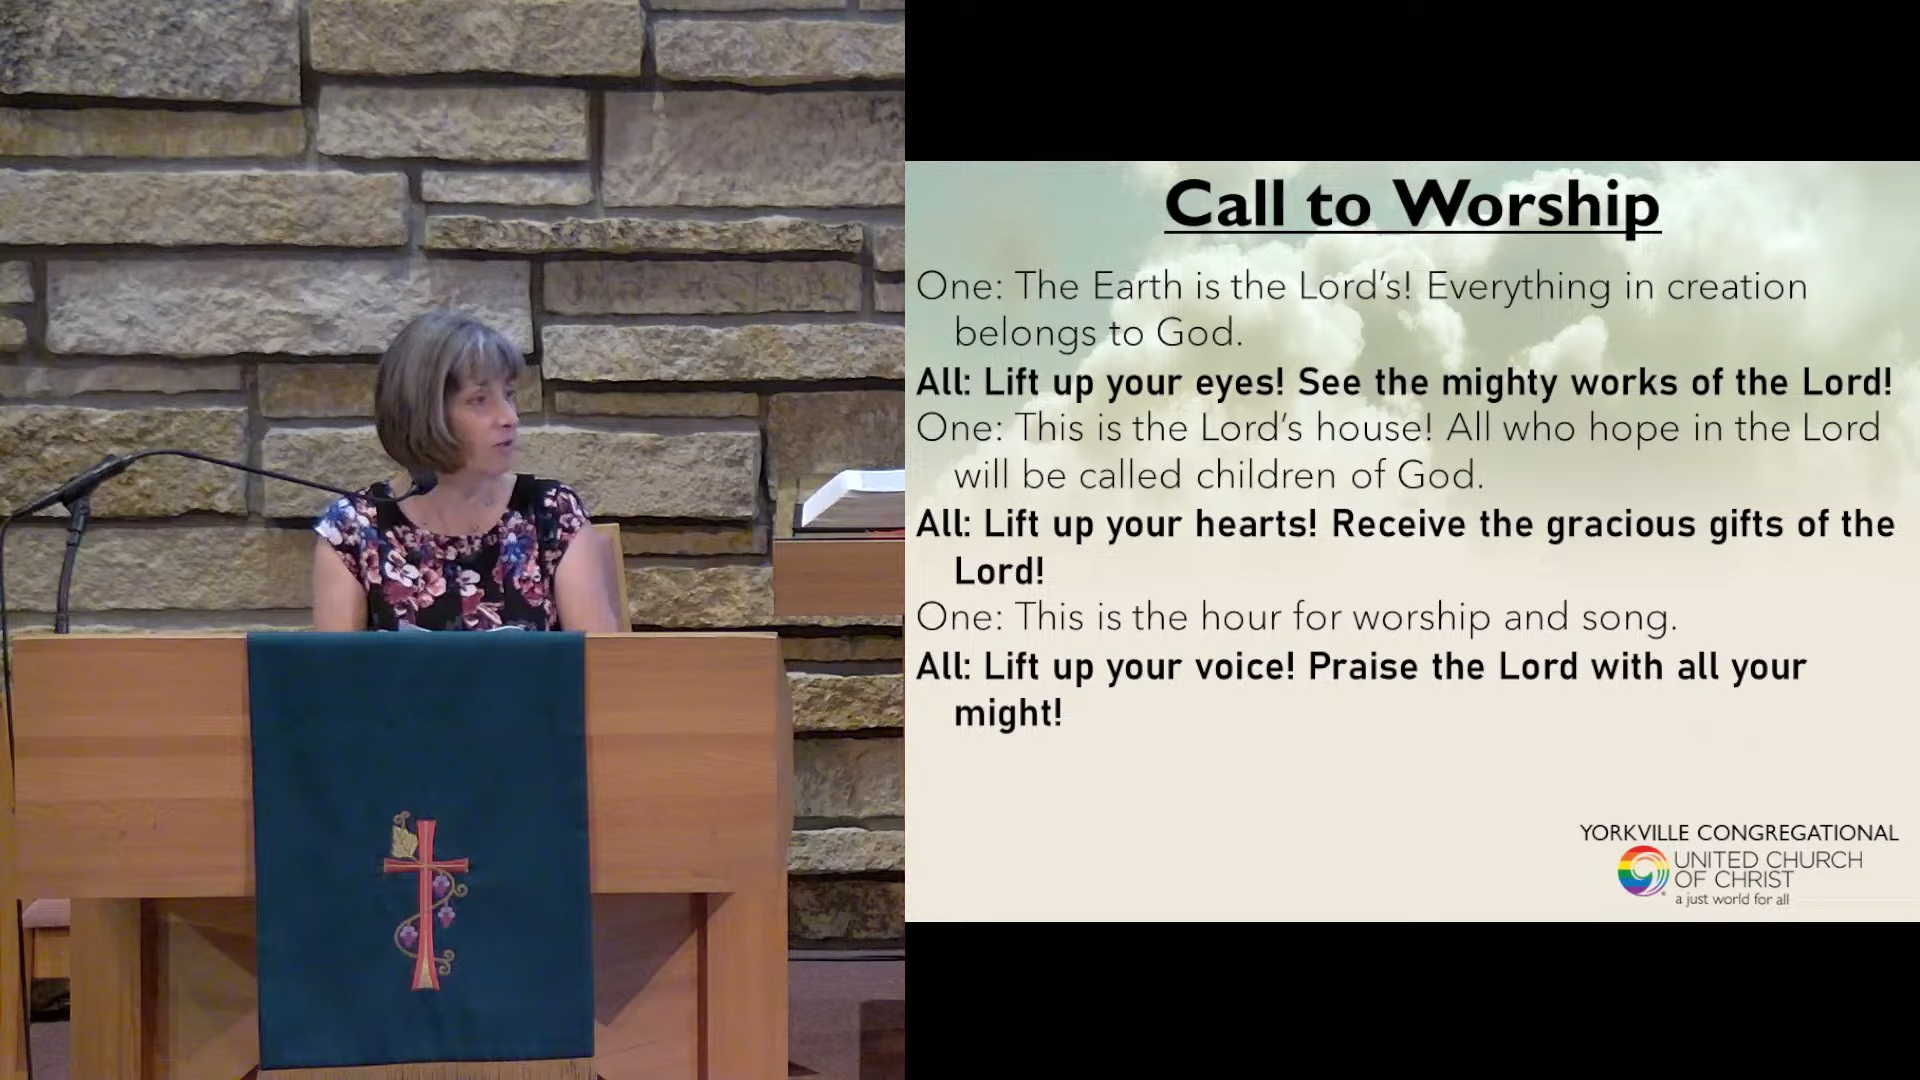 Call to Worship
One: The Earth is the Lord's! Everything in creation
belongs to God.
All: Lift up your eyes! See the mighty works of the Lord!
One: This is the Lord's house! All who hope in the Lord
will be called children of God.
All: Lift up your hearts! Receive the gracious gifts of the
Lord!
One: This is the hour for worship and song.
All: Lift up your voice! Praise the Lord with all your
might!
YORKVILLE CONGREGATIONAL
UNITED CHURCH
OF CHRIST
a just world for all